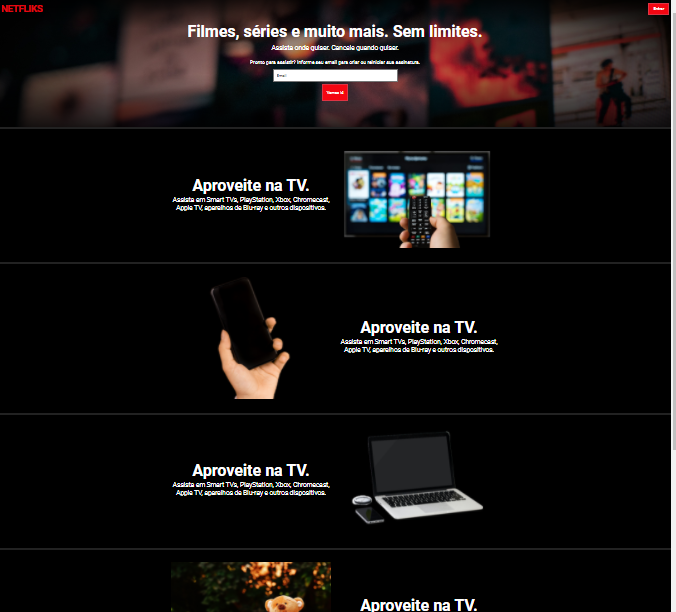 NETFLIKS
Entrar
Filmes, séries e muito mais. Sem limites.
Assista onde quiser. Cancele quando quiser.
Pronto para assistir? Informe seu email para criar ou reiniciar sua assinatura.
Email
Vamos lá
Aproveite na TV.
Assista em Smart TVs, PlayStation, Xbox, Chromecast,
Apple TV, aparelhos de Blu-ray e outros dispositivos.
Aproveite na TV.
Assista em Smart TVs, PlayStation, Xbox, Chromecast,
Apple TV, aparelhos de Blu-ray e outros dispositivos.
Aproveite na TV.
Assista em Smart TVs, PlayStation, Xbox, Chromecast,
Apple TV, aparelhos de Blu-ray e outros dispositivos.
Aproveite na TV.